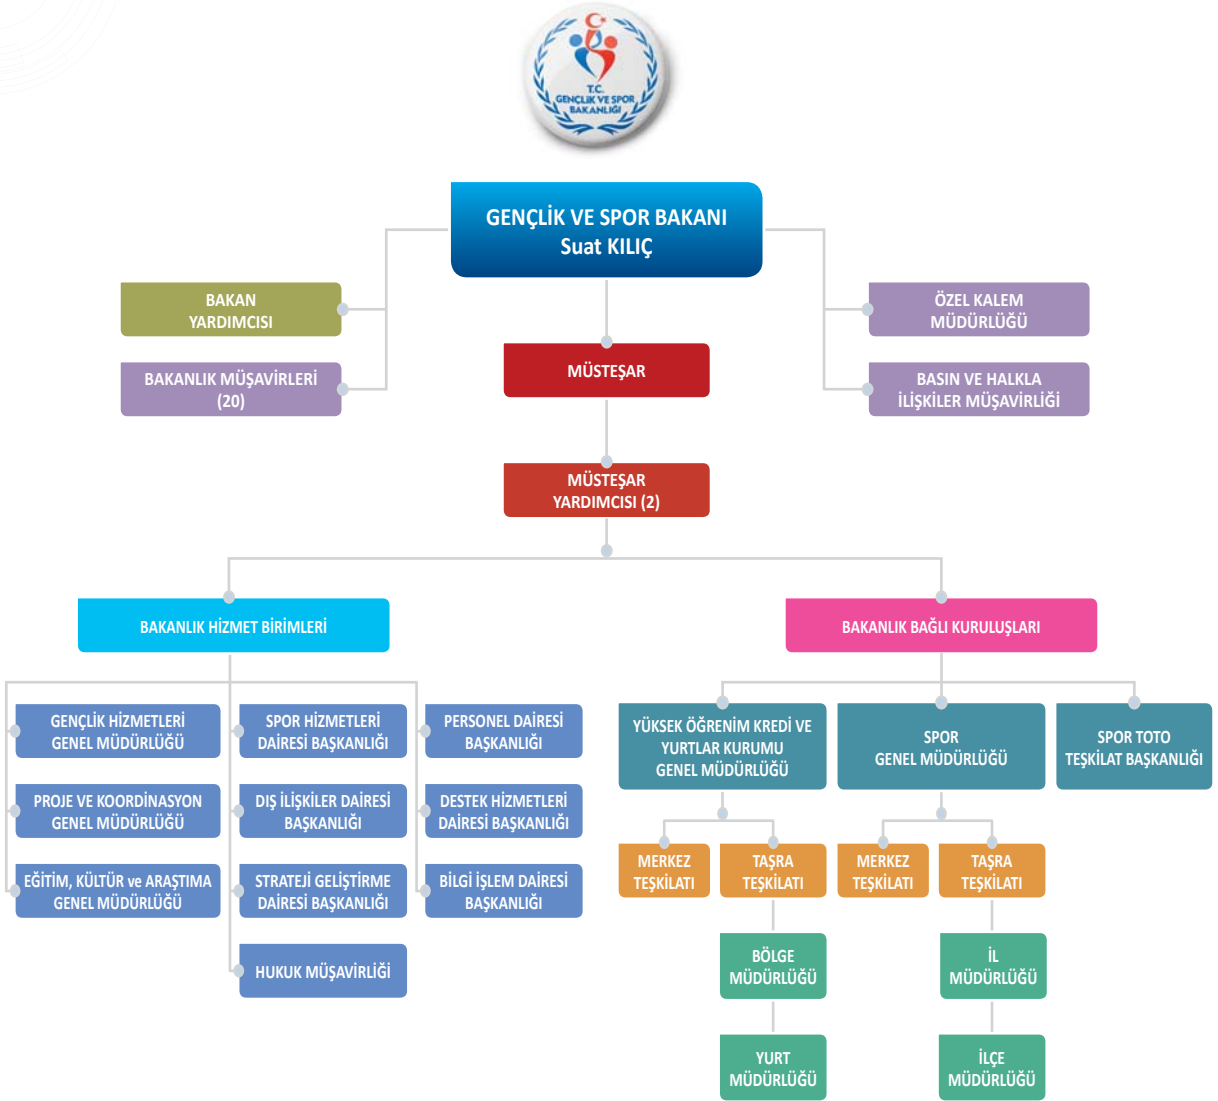 T.C.
GENÇLİK VE SPOR
BAKANLIĞI
GENÇLİK VE SPOR BAKANI
Suat KILIÇ
BAKAN
YARDIMCISI
ÖZEL KALEM
MÜDÜRLÜĞÜ
MÜSTEŞAR
BAKANLIK MÜŞAVİRLERİ
(20)
BASIN VE HALKLA
İLİŞKİLER MÜŞAVİRLİĞİ
MÜSTEŞAR
YARDIMCISI (2)
BAKANLIK HİZMET BİRİMLERİ
BAKANLIK BAĞLI KURULUŞLARI
GENÇLİK HİZMETLERİ
GENEL MÜDÜRLÜĞÜ
SPOR HİZMETLERİ
DAİRESİ BAŞKANLIĞI
PERSONEL DAİRESİ
BAŞKANLIĞI
YÜKSEK ÖĞRENİM KREDİ VE
YURTLAR KURUMU
GENEL MÜDÜRLÜĞÜ
SPOR
GENEL MÜDÜRLÜĞÜ
SPOR TOTO
TEŞKİLAT BAŞKANLIĞI
PROJE VE KOORDİNASYON
GENEL MÜDÜRLÜĞÜ
DIŞ İLİŞKİLER DAİRESİ
BAŞKANLIĞI
DESTEK HİZMETLERİ
DAİRESİ BAŞKANLIĞI
EĞİTİM, KÜLTÜR ve ARAŞTIMA
GENEL MÜDÜRLÜĞÜ
STRATEJİ GELİŞTİRME
DAİRESİ BAŞKANLIĞI
BİLGİ İŞLEM DAİRESİ
BAŞKANLIĞI
MERKEZ
TEŞKİLATI
TAŞRA
TEŞKİLATI
MERKEZ
TEŞKİLATI
TAŞRA
TEŞKİLATI
HUKUK MÜŞAVİRLİĞİ
BÖLGE
MÜDÜRLÜĞÜ
İL
MÜDÜRLÜĞÜ
YURT
MÜDÜRLÜĞÜ
İLÇE
MÜDÜRLÜĞÜ